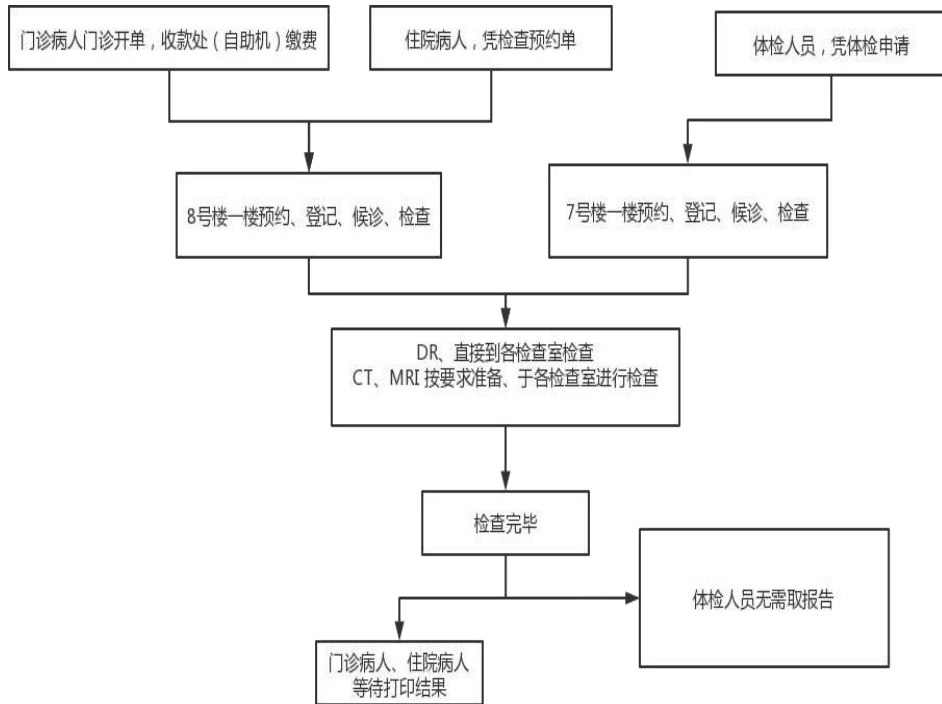 门诊病人门诊开单，收款处（自助机）缴费
住院病人，凭检查预约单
体检人员，凭体检申请
8号楼一楼预约、登记、候诊、检查
7号楼一楼预约、登记、候诊、检查
DR、直接到各检查室检查
CT、MRI 按要求准备、于各检查室进行检查
检查完毕
体检人员无需取报告
门诊病人、住院病人
等待打印结果